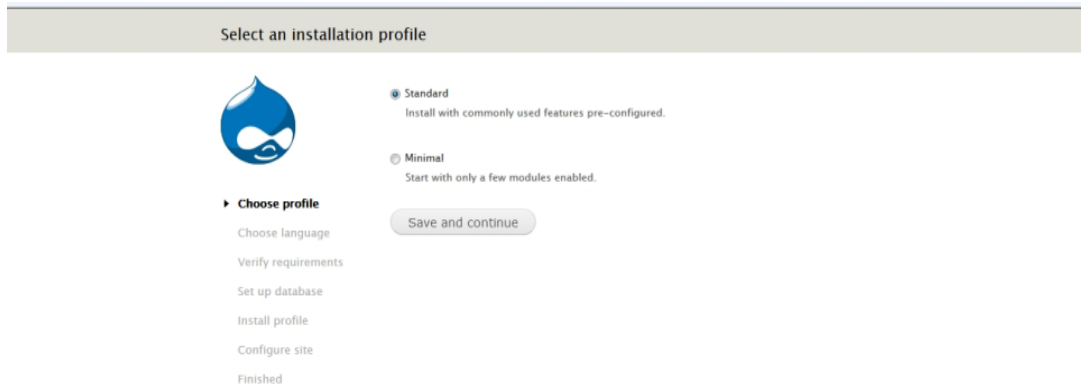 Select an installation profile
Standard
Install with commonly used features pre-configured.
Minimal
Start with only a few modules enabled.
Save and continue
Choose profile
Choose language
Verify requirements
Set up database
Install profile
Configure site
Finished